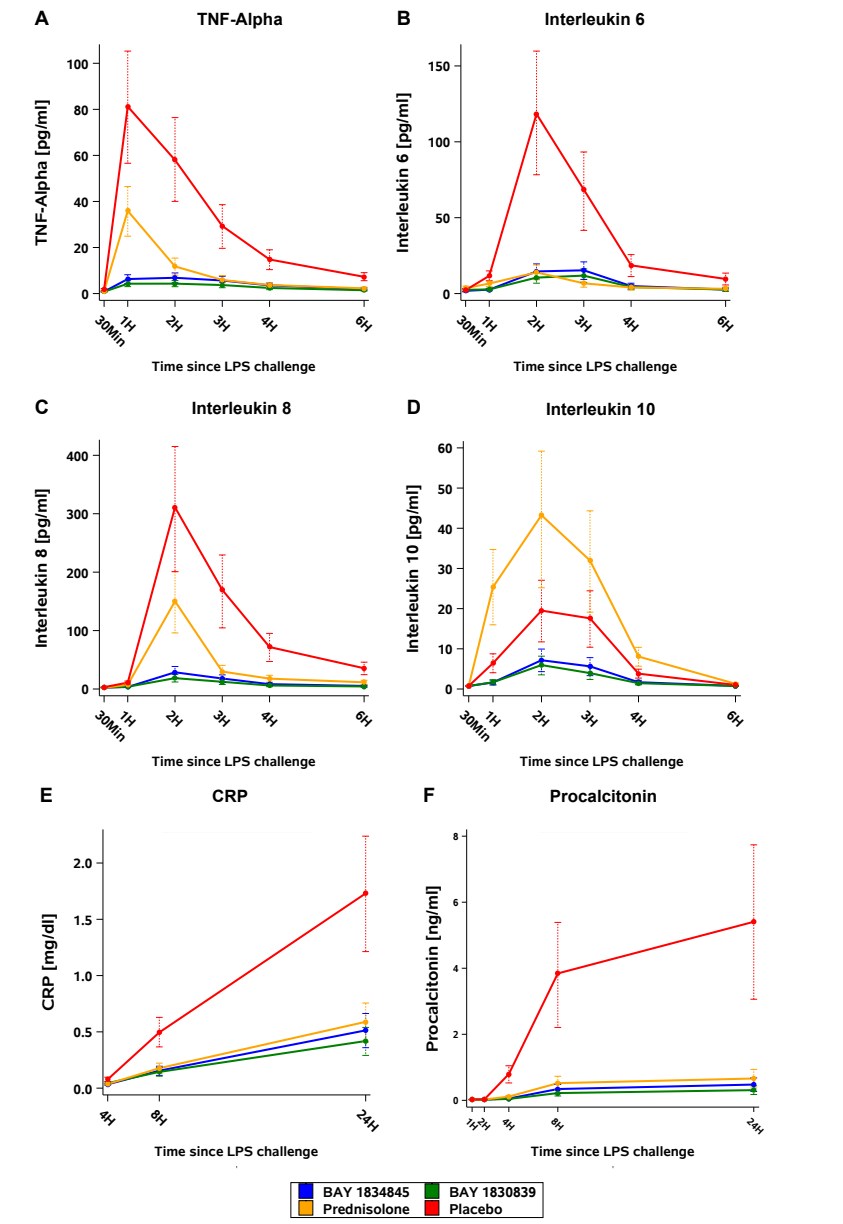 A TNF-Alpha
TNF-Alpha [pg/ml]
100
80
60
40
20
0
30Min 1H 2H 3H 4H 6H
Time since LPS challenge
B Interleukin 6
Interleukin 6 [pg/ml]
150
100
50
0
30Min 1H 2H 3H 4H 6H
Time since LPS challenge
C Interleukin 8
Interleukin 8 [pg/ml]
400
300
200
100
0
30Min 1H 2H 3H 4H 6H
Time since LPS challenge
D Interleukin 10
Interleukin 10 [pg/ml]
60
50
40
30
20
10
0
30Min 1H 2H 3H 4H 6H
Time since LPS challenge
E CRP
CRP [mg/dl]
2.0
1.5
1.0
0.5
0.0
4H 8H 24H
Time since LPS challenge
F Procalcitonin
Procalcitonin [ng/ml]
8
6
4
2
0
1H 2H 4H 8H 24H
Time since LPS challenge
BAY 1834845 BAY 1830839
Prednisolone Placebo